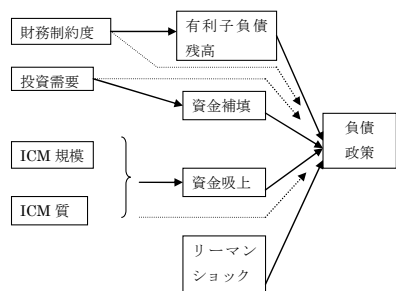 財務制約度
有利子負債
残高
投資需要
資金補填
負債
政策
ICM 規模
資金吸上
ICM 質
リーマン
ショック